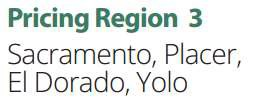 Pricing Region 3
Sacramento, Placer,
El Dorado, Yolo